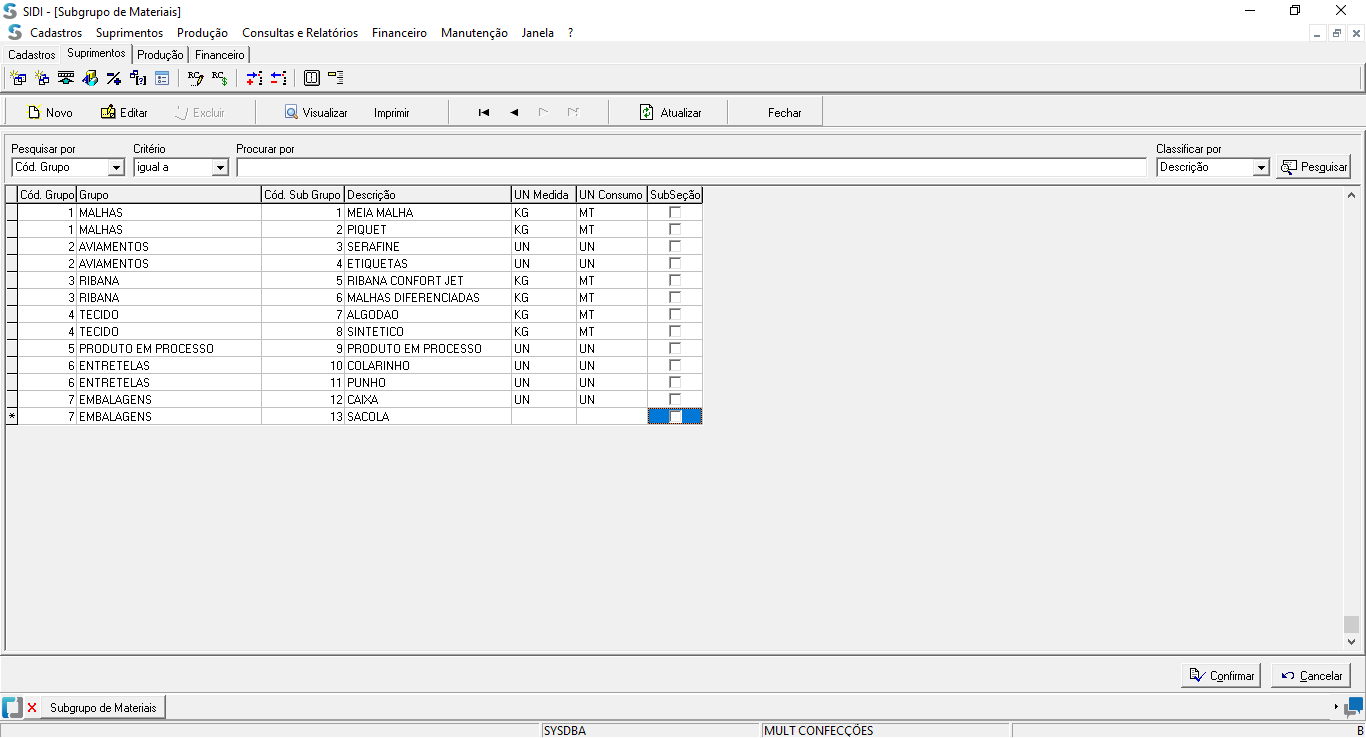 SIDI - [Subgrupo de Materiais]
Cadastros Suprimentos Produção Consultas e Relatórios Financeiro Manutenção Janela ?
Cadastros Suprimentos Produção Financeiro
Novo Editar Excluir Visualizar Imprimir Atualizar Fechar
Pesquisar por Critério Procurar por Classificar por
Cód. Grupo igual a Descrição Pesquisar
Cód. Grupo Grupo Cód. Sub Grupo Descrição UN Medida UN Consumo SubSeção
1 MALHAS 1 MEIA MALHA KG MT
1 MALHAS 2 PIQUET KG MT
2 AVIAMENTOS 3 SERAFINE UN UN
2 AVIAMENTOS 4 ETIQUETAS UN UN
3 RIBANA 5 RIBANA CONFORT JET KG MT
3 RIBANA 6 MALHAS DIFERENCIADAS KG MT
4 TECIDO 7 ALGODAO KG MT
4 TECIDO 8 SINTETICO KG MT
5 PRODUTO EM PROCESSO 9 PRODUTO EM PROCESSO UN UN
6 ENTRETELAS 10 COLARINHO UN UN
6 ENTRETELAS 11 PUNHO UN UN
7 EMBALAGENS 12 CAIXA UN UN
* 7 EMBALAGENS 13 SACOLA
Confirmar Cancelar
Subgrupo de Materiais
SYSDBA MULT CONFECÇÕES B